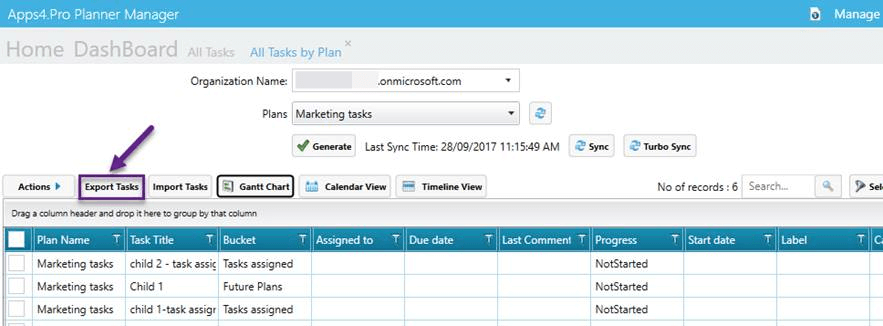 Apps4.Pro Planner Manager Manage
Home DashBoard All Tasks All Tasks by Plan
Organization Name: .onmicrosoft.com
Plans Marketing tasks
Generate Last Sync Time: 28/09/2017 11:15:49 AM Sync Turbo Sync
Actions Export Tasks Import Tasks Gantt Chart Calendar View Timeline View No of records : 6 Search... Sele
Drag a column header and drop it here to group by that column
Plan Name Task Title Bucket Assigned to Due date Last Comment Progress Start date Label Ca
Marketing tasks child 2 - task assig Tasks assigned NotStarted
Marketing tasks Child 1 Future Plans NotStarted
Marketing tasks child 1-task assign Tasks assigned NotStarted